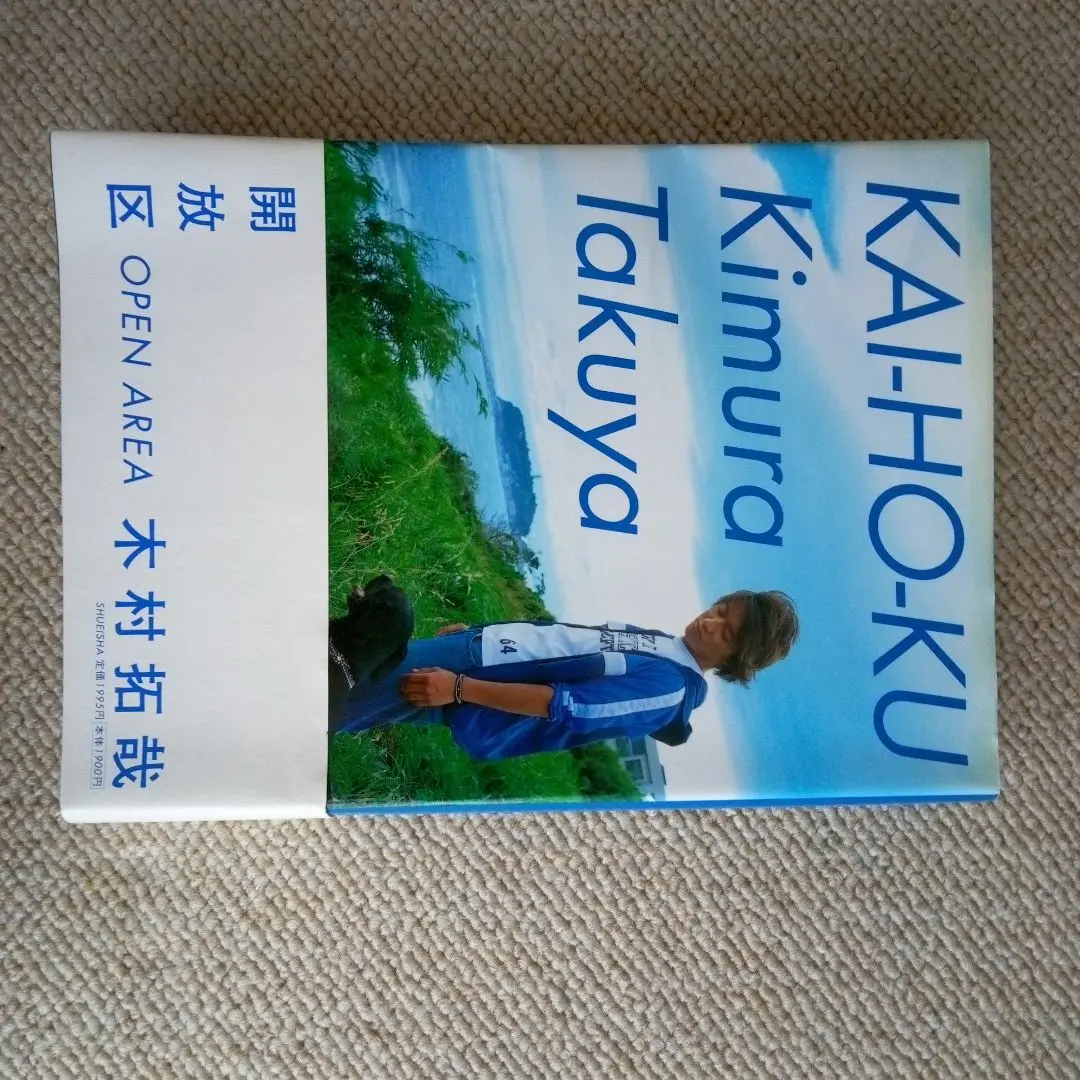 KAI-HO-KU
Kimura
Takuya
64
開
放
区 OPEN AREA 木村拓哉
SHUEISHA 定価1995円 本体1900円